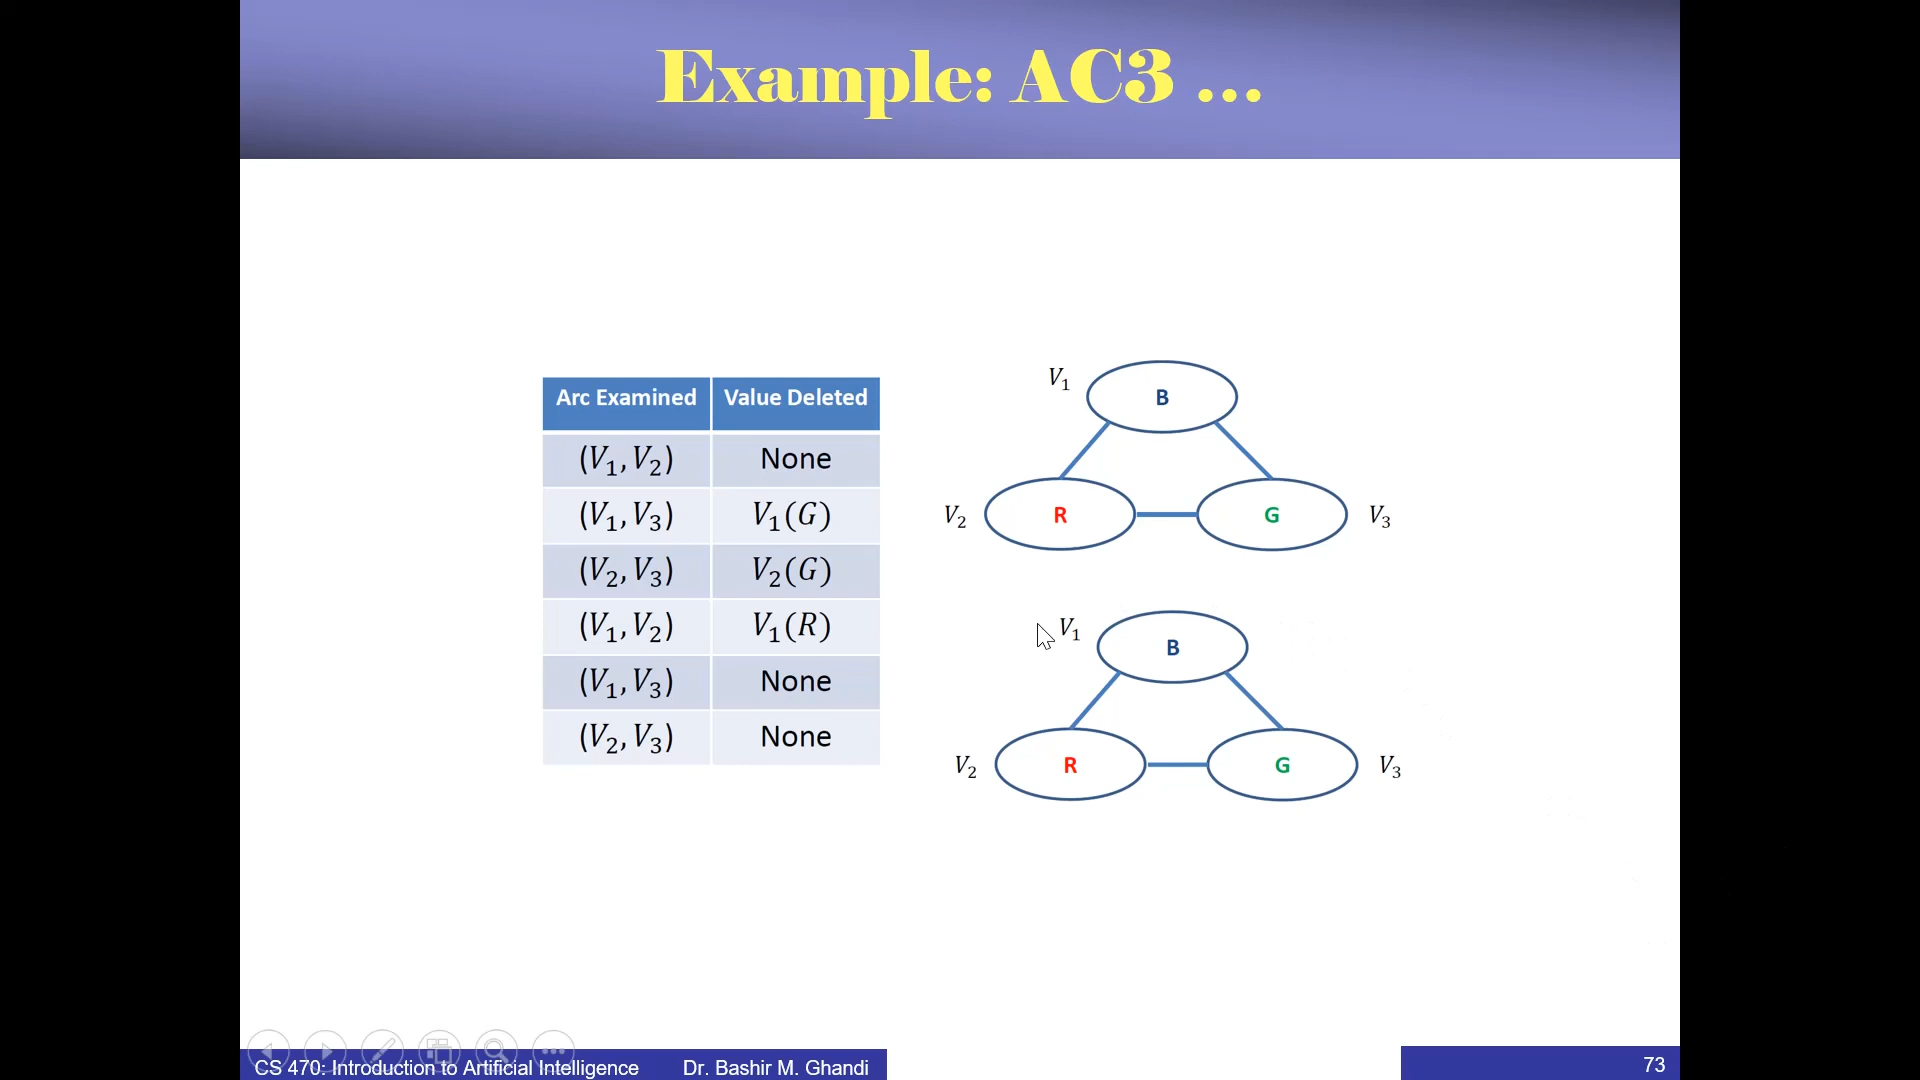 Example: AC3 ...
Arc Examined Value Deleted
(V₁, V₂) None
(V₁, V₃) V₁(G)
(V₂, V₃) V₂(G)
(V₁, V₂) V₁(R)
(V₁, V₃) None
(V₂, V₃) None
V₁ B
V₂ R G V₃
V₁ B
V₂ R G V₃
CS 470: Introduction to Artificial Intelligence Dr. Bashir M. Ghandi 73